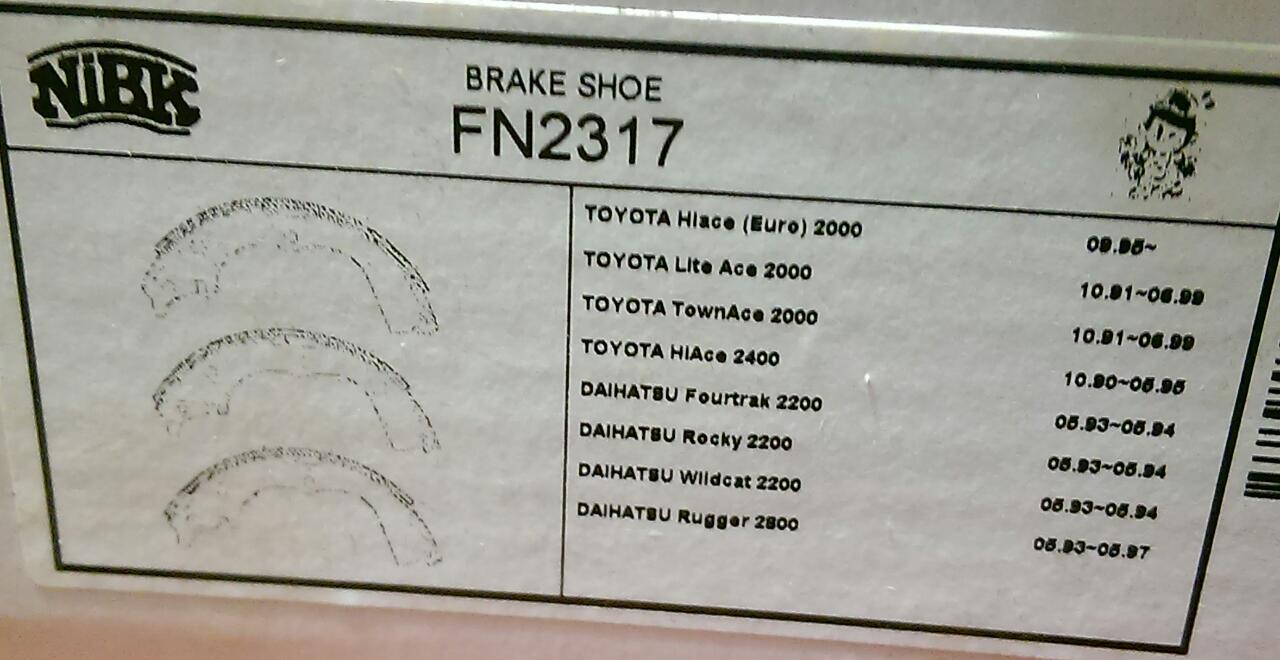 NiBK
BRAKE SHOE
FN2317
TOYOTA Hiace (Euro) 2000 09.95~
TOYOTA Lite Ace 2000 10.91~06.99
TOYOTA TownAce 2000 10.91~06.99
TOYOTA HiAce 2400 10.90~05.95
DAIHATSU Fourtrak 2200 05.93~05.94
DAIHATSU Rocky 2200 05.93~05.94
DAIHATSU Wildcat 2200 05.93~05.94
DAIHATSU Rugger 2800 05.93~05.97